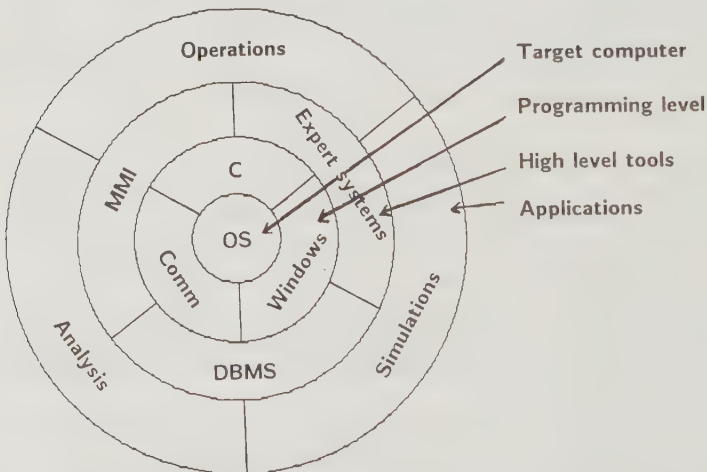 Operations
Target computer
Programming level
High level tools
Applications
Expert systems
MMI
C
OS
Comm
Windows
DBMS
Analysis
Simulations